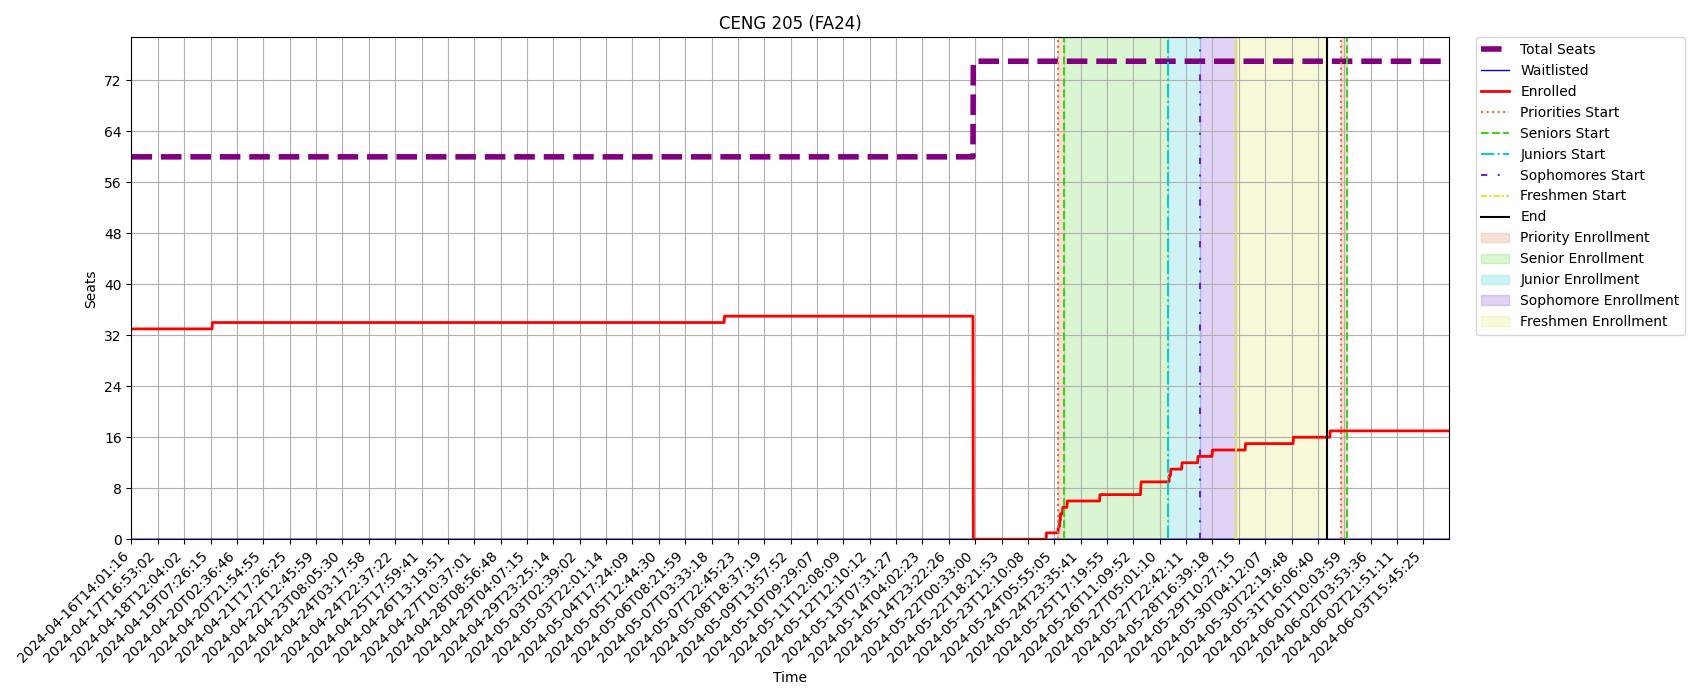 CENG 205 (FA24)
Seats
72
64
56
48
40
32
24
16
8
0
2024-04-16T14:01:16
2024-04-17T16:53:02
2024-04-18T12:04:02
2024-04-19T07:26:15
2024-04-20T02:36:46
2024-04-20T21:54:55
2024-04-21T17:26:25
2024-04-22T12:45:59
2024-04-23T08:05:30
2024-04-24T03:17:58
2024-04-24T22:37:22
2024-04-25T17:59:41
2024-04-26T13:19:51
2024-04-27T10:37:01
2024-04-28T08:56:48
2024-04-29T04:07:15
2024-04-29T23:25:14
2024-05-03T02:39:02
2024-05-03T22:01:14
2024-05-04T17:24:09
2024-05-05T12:44:30
2024-05-06T08:21:59
2024-05-07T03:33:18
2024-05-07T22:45:23
2024-05-08T18:37:19
2024-05-09T13:57:52
2024-05-10T09:29:07
2024-05-11T12:08:09
2024-05-12T12:10:12
2024-05-13T07:31:27
2024-05-14T04:02:23
2024-05-14T23:22:26
2024-05-22T00:33:00
2024-05-22T18:21:53
2024-05-23T12:10:08
2024-05-24T05:55:05
2024-05-24T23:35:41
2024-05-25T17:19:55
2024-05-26T11:09:52
2024-05-27T05:01:10
2024-05-27T22:42:11
2024-05-28T16:39:18
2024-05-29T10:27:15
2024-05-30T04:12:07
2024-05-30T22:19:48
2024-05-31T16:06:40
2024-06-01T10:03:59
2024-06-02T03:53:36
2024-06-02T21:51:11
2024-06-03T15:45:25
Time
Total Seats
Waitlisted
Enrolled
Priorities Start
Seniors Start
Juniors Start
Sophomores Start
Freshmen Start
End
Priority Enrollment
Senior Enrollment
Junior Enrollment
Sophomore Enrollment
Freshmen Enrollment